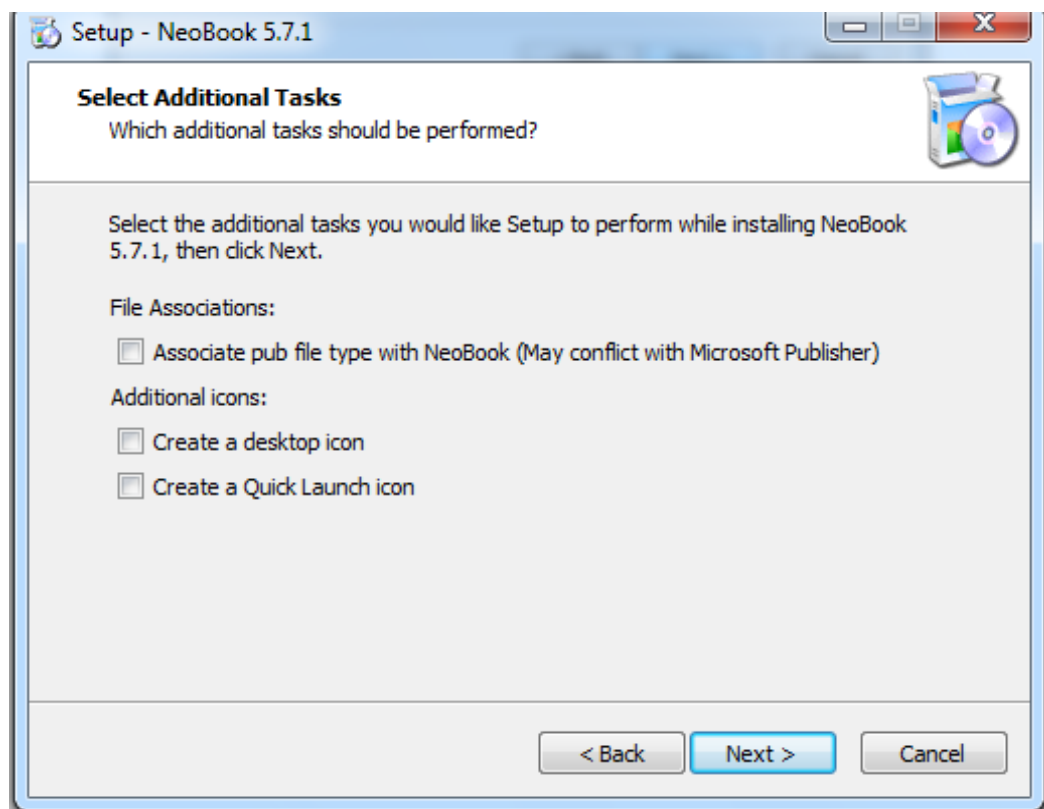 Setup - NeoBook 5.7.1
Select Additional Tasks
Which additional tasks should be performed?
Select the additional tasks you would like Setup to perform while installing NeoBook
5.7.1, then click Next.
File Associations:
Associate pub file type with NeoBook (May conflict with Microsoft Publisher)
Additional icons:
Create a desktop icon
Create a Quick Launch icon
< Back
Next >
Cancel